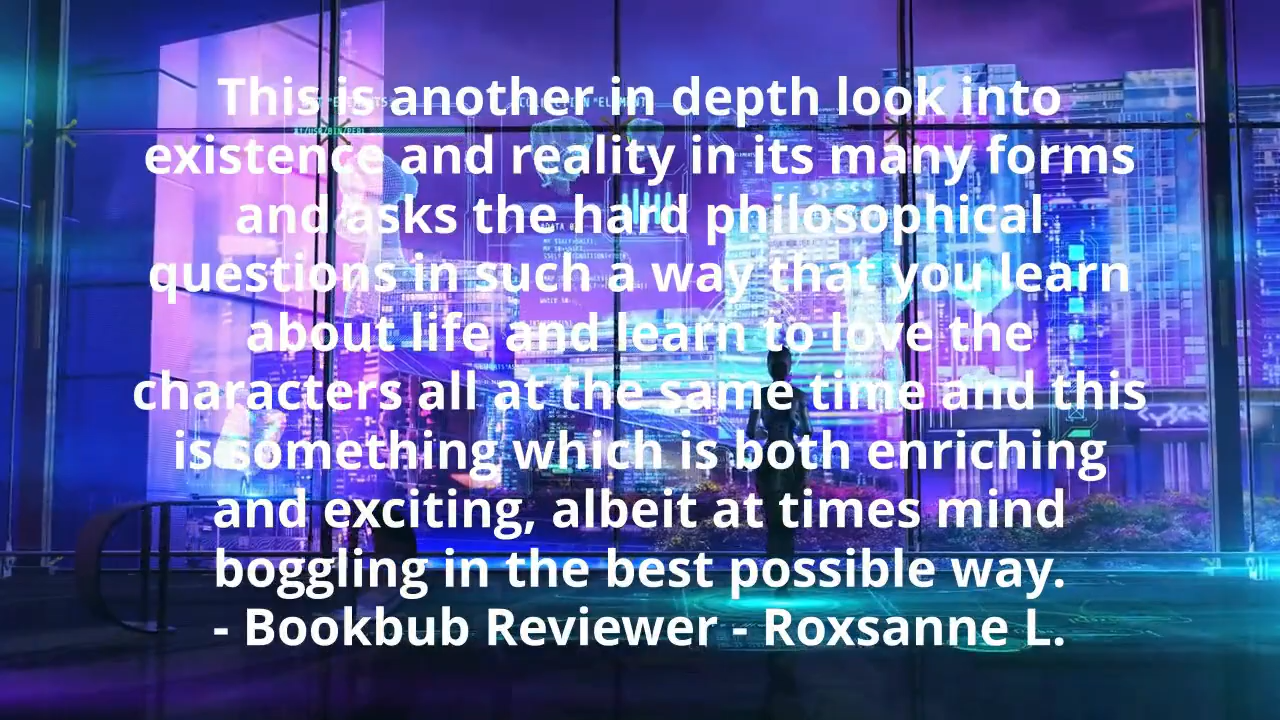 This is another in depth look into
existence and reality in its many forms
and asks the hard philosophical
questions in such a way that you learn
about life and learn to love the
characters all at the same time and this
is something which is both enriching
and exciting, albeit at times mind
boggling in the best possible way.
- Bookbub Reviewer - Roxsanne L.